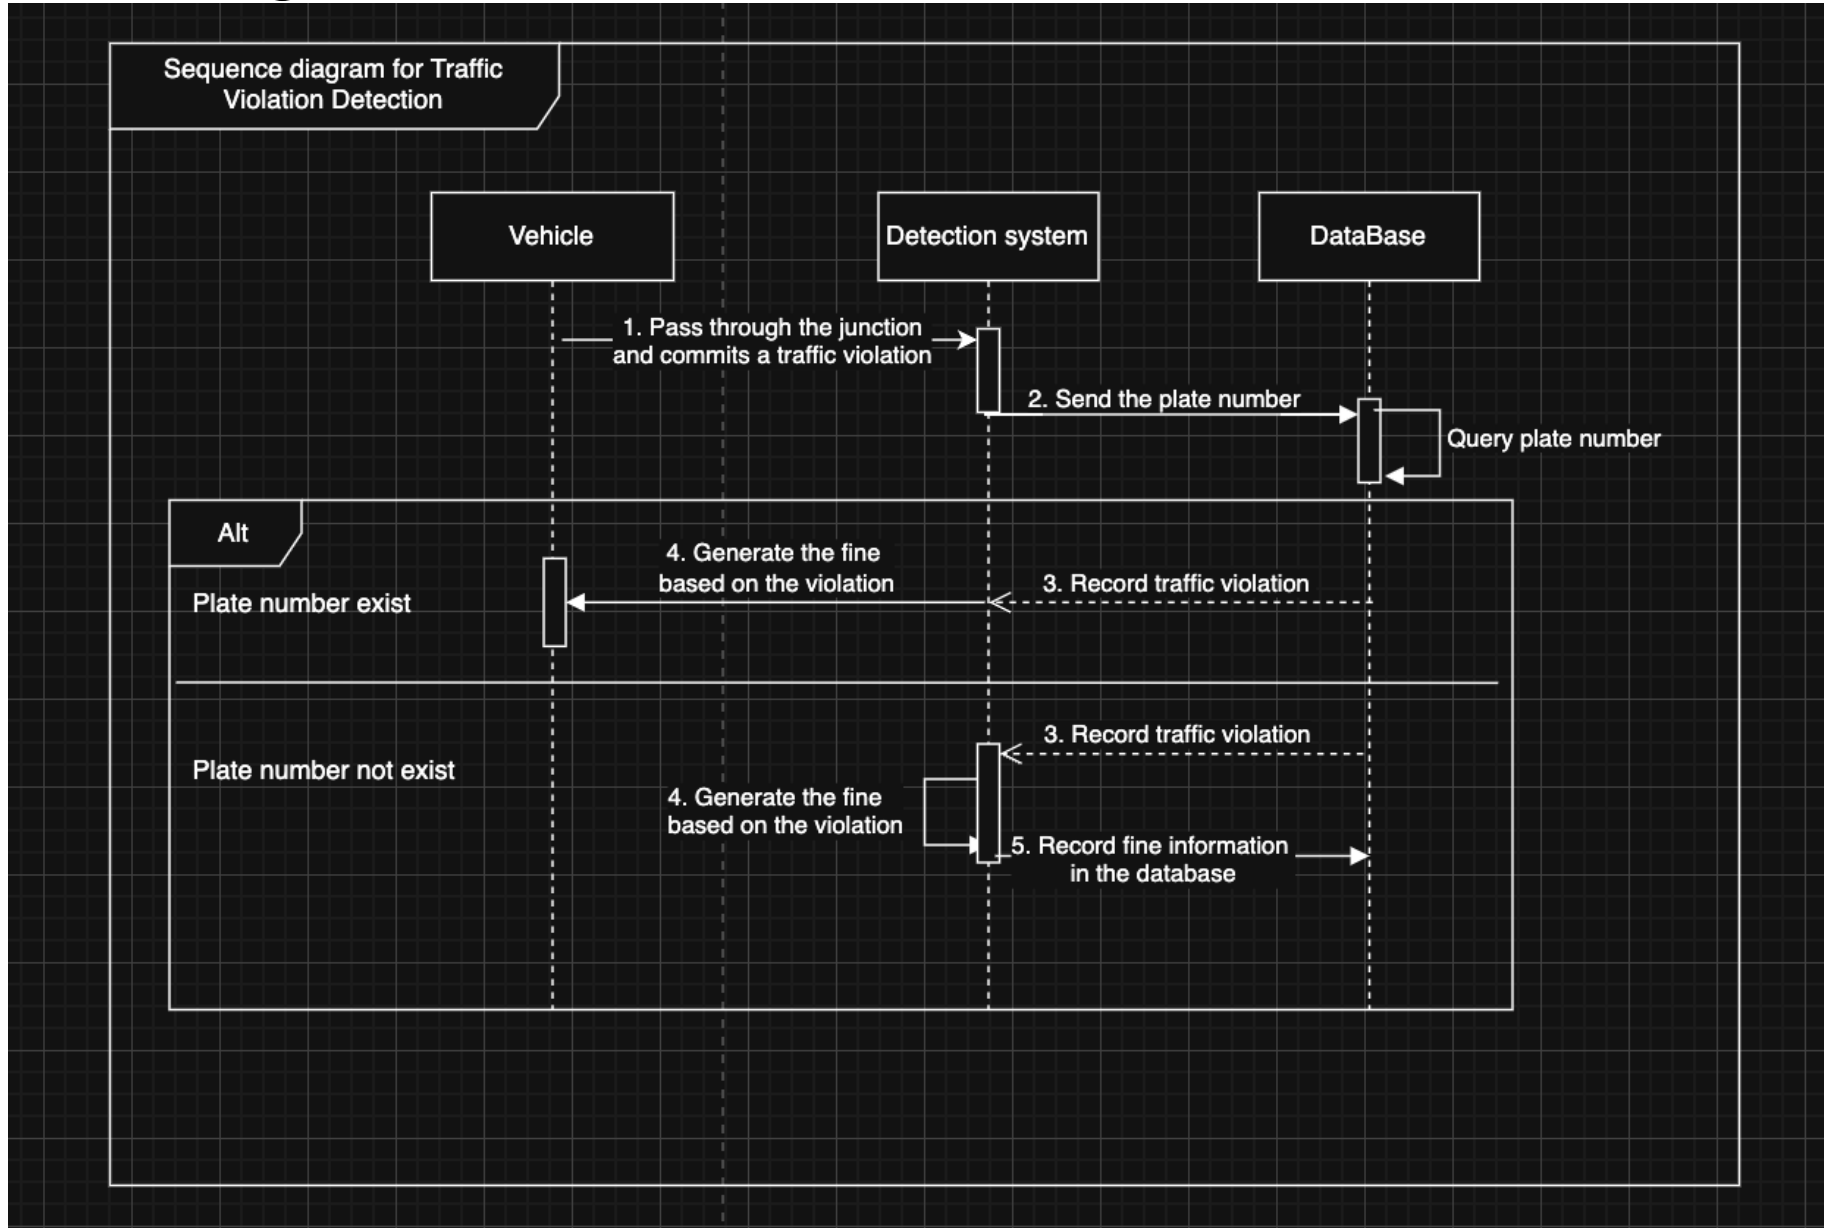 Sequence diagram for Traffic
Violation Detection
Vehicle
Detection system
DataBase
1. Pass through the junction
and commits a traffic violation
2. Send the plate number
Query plate number
Alt
4. Generate the fine
based on the violation
3. Record traffic violation
Plate number exist
3. Record traffic violation
Plate number not exist
4. Generate the fine
based on the violation
5. Record fine information
in the database